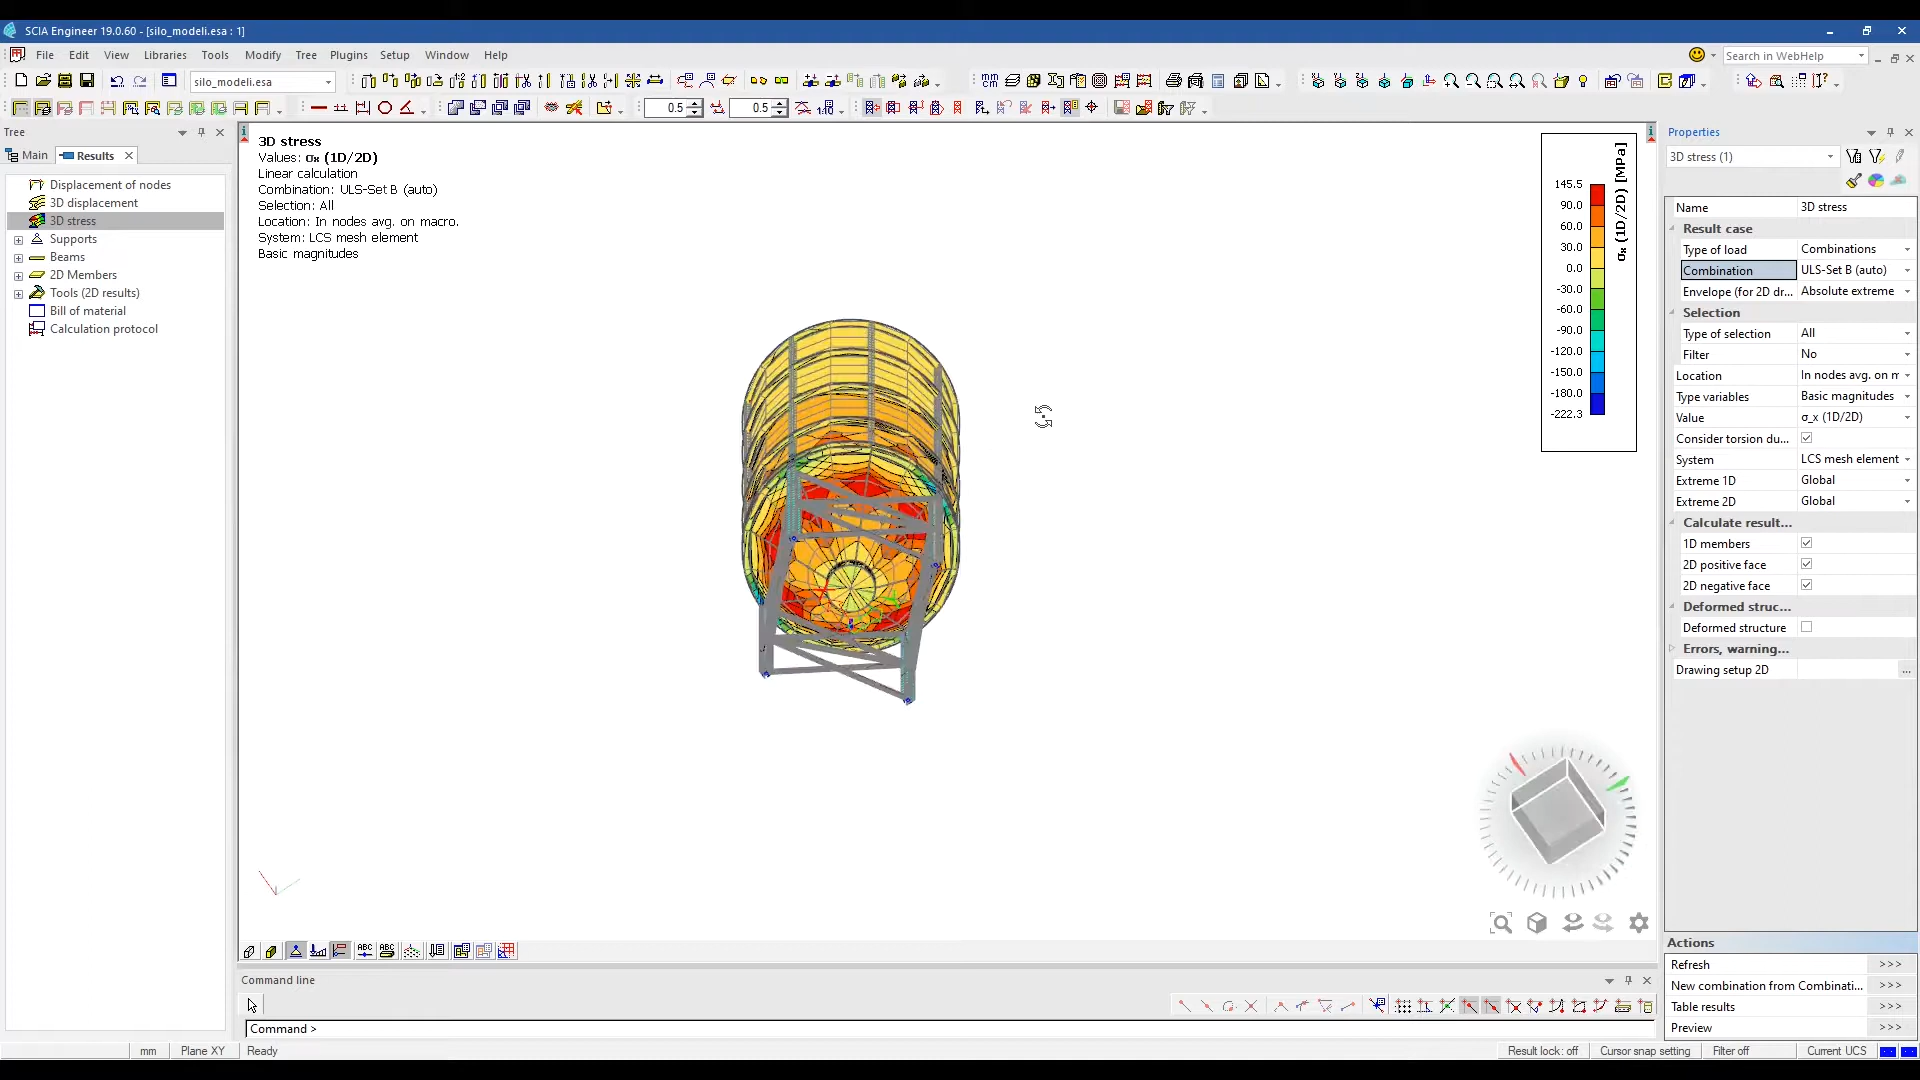 SCIA Engineer 19.0.60 - [silo_modeli.esa : 1]
File Edit View Libraries Tools Modify Tree Plugins Setup Window Help
Search in WebHelp
silo_modeli.esa
0.5 0.5
Tree
Main Results
Displacement of nodes
3D displacement
3D stress
Supports
Beams
2D Members
Tools (2D results)
Bill of material
Calculation protocol
3D stress
Values: σx (1D/2D)
Linear calculation
Combination: ULS-Set B (auto)
Selection: All
Location: In nodes avg. on macro.
System: LCS mesh element
Basic magnitudes
σx (1D/2D) [MPa]
145.5
90.0
60.0
30.0
0.0
-30.0
-60.0
-90.0
-120.0
-150.0
-180.0
-222.3
Properties
3D stress (1)
Name 3D stress
Result case
Type of load Combinations
Combination ULS-Set B (auto)
Envelope (for 2D dr... Absolute extreme
Selection
Type of selection All
Filter No
Location In nodes avg. on m
Type variables Basic magnitudes
Value σ_x (1D/2D)
Consider torsion du...
System LCS mesh element
Extreme 1D Global
Extreme 2D Global
Calculate result...
1D members
2D positive face
2D negative face
Deformed struc...
Deformed structure
Errors, warning...
Drawing setup 2D ...
Actions
Refresh >>>
New combination from Combinati... >>>
Table results >>>
Preview >>>
ABC ABC
Command line
Command >
mm Plane XY Ready Result lock: off Cursor snap setting Filter off Current UCS